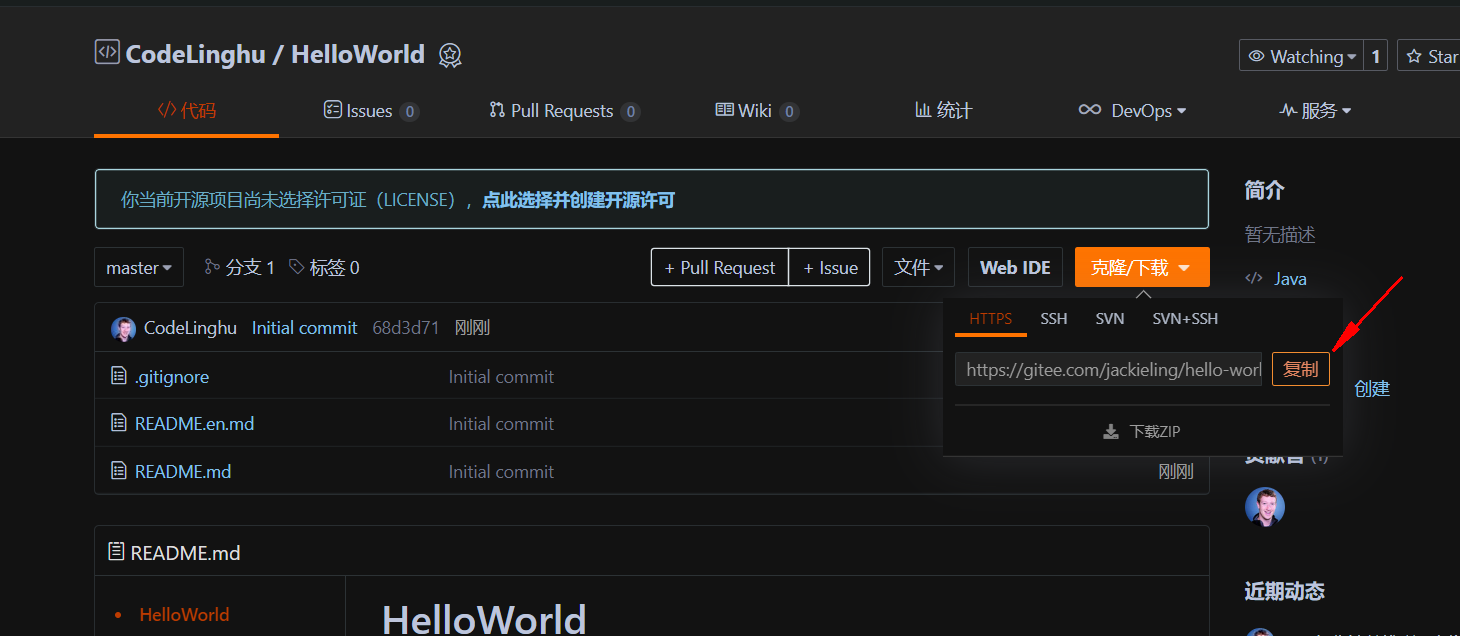 CodeLinghu / HelloWorld
Watching 1 Star
代码 Issues 0 Pull Requests 0 Wiki 0 统计 DevOps 服务
你当前开源项目尚未选择许可证（LICENSE），点此选择并创建开源许可
简介
暂无描述
master 分支 1 标签 0 + Pull Request + Issue 文件 Web IDE 克隆/下载
Java
HTTPS SSH SVN SVN+SSH
https://gitee.com/jackieling/hello-worl 复制
下载ZIP
创建
CodeLinghu Initial commit 68d3d71 刚刚
.gitignore Initial commit
README.en.md Initial commit
README.md Initial commit 刚刚
贡献者 (1)
README.md
HelloWorld
HelloWorld
近期动态